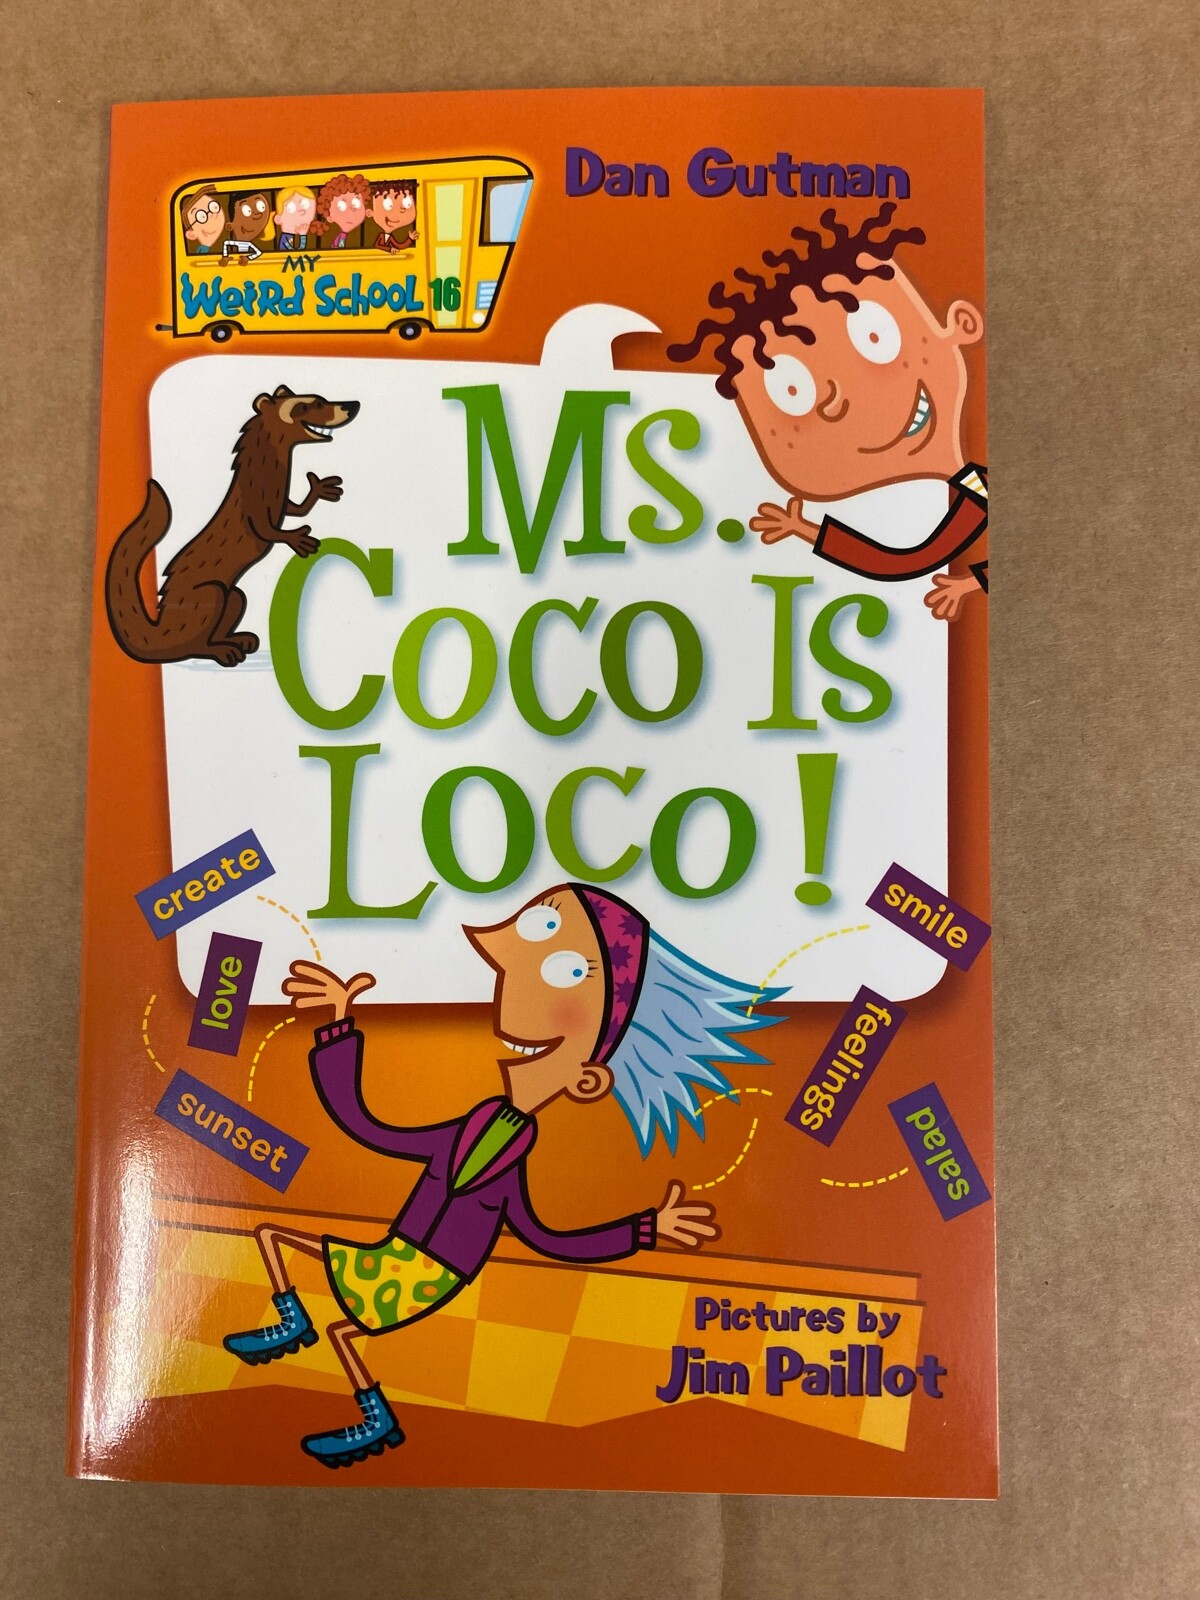 Dan Gutman
MY
Weird School 16
Ms.
Coco Is
Loco!
create
love
sunset
smile
feelings
salad
Pictures by
Jim Paillot